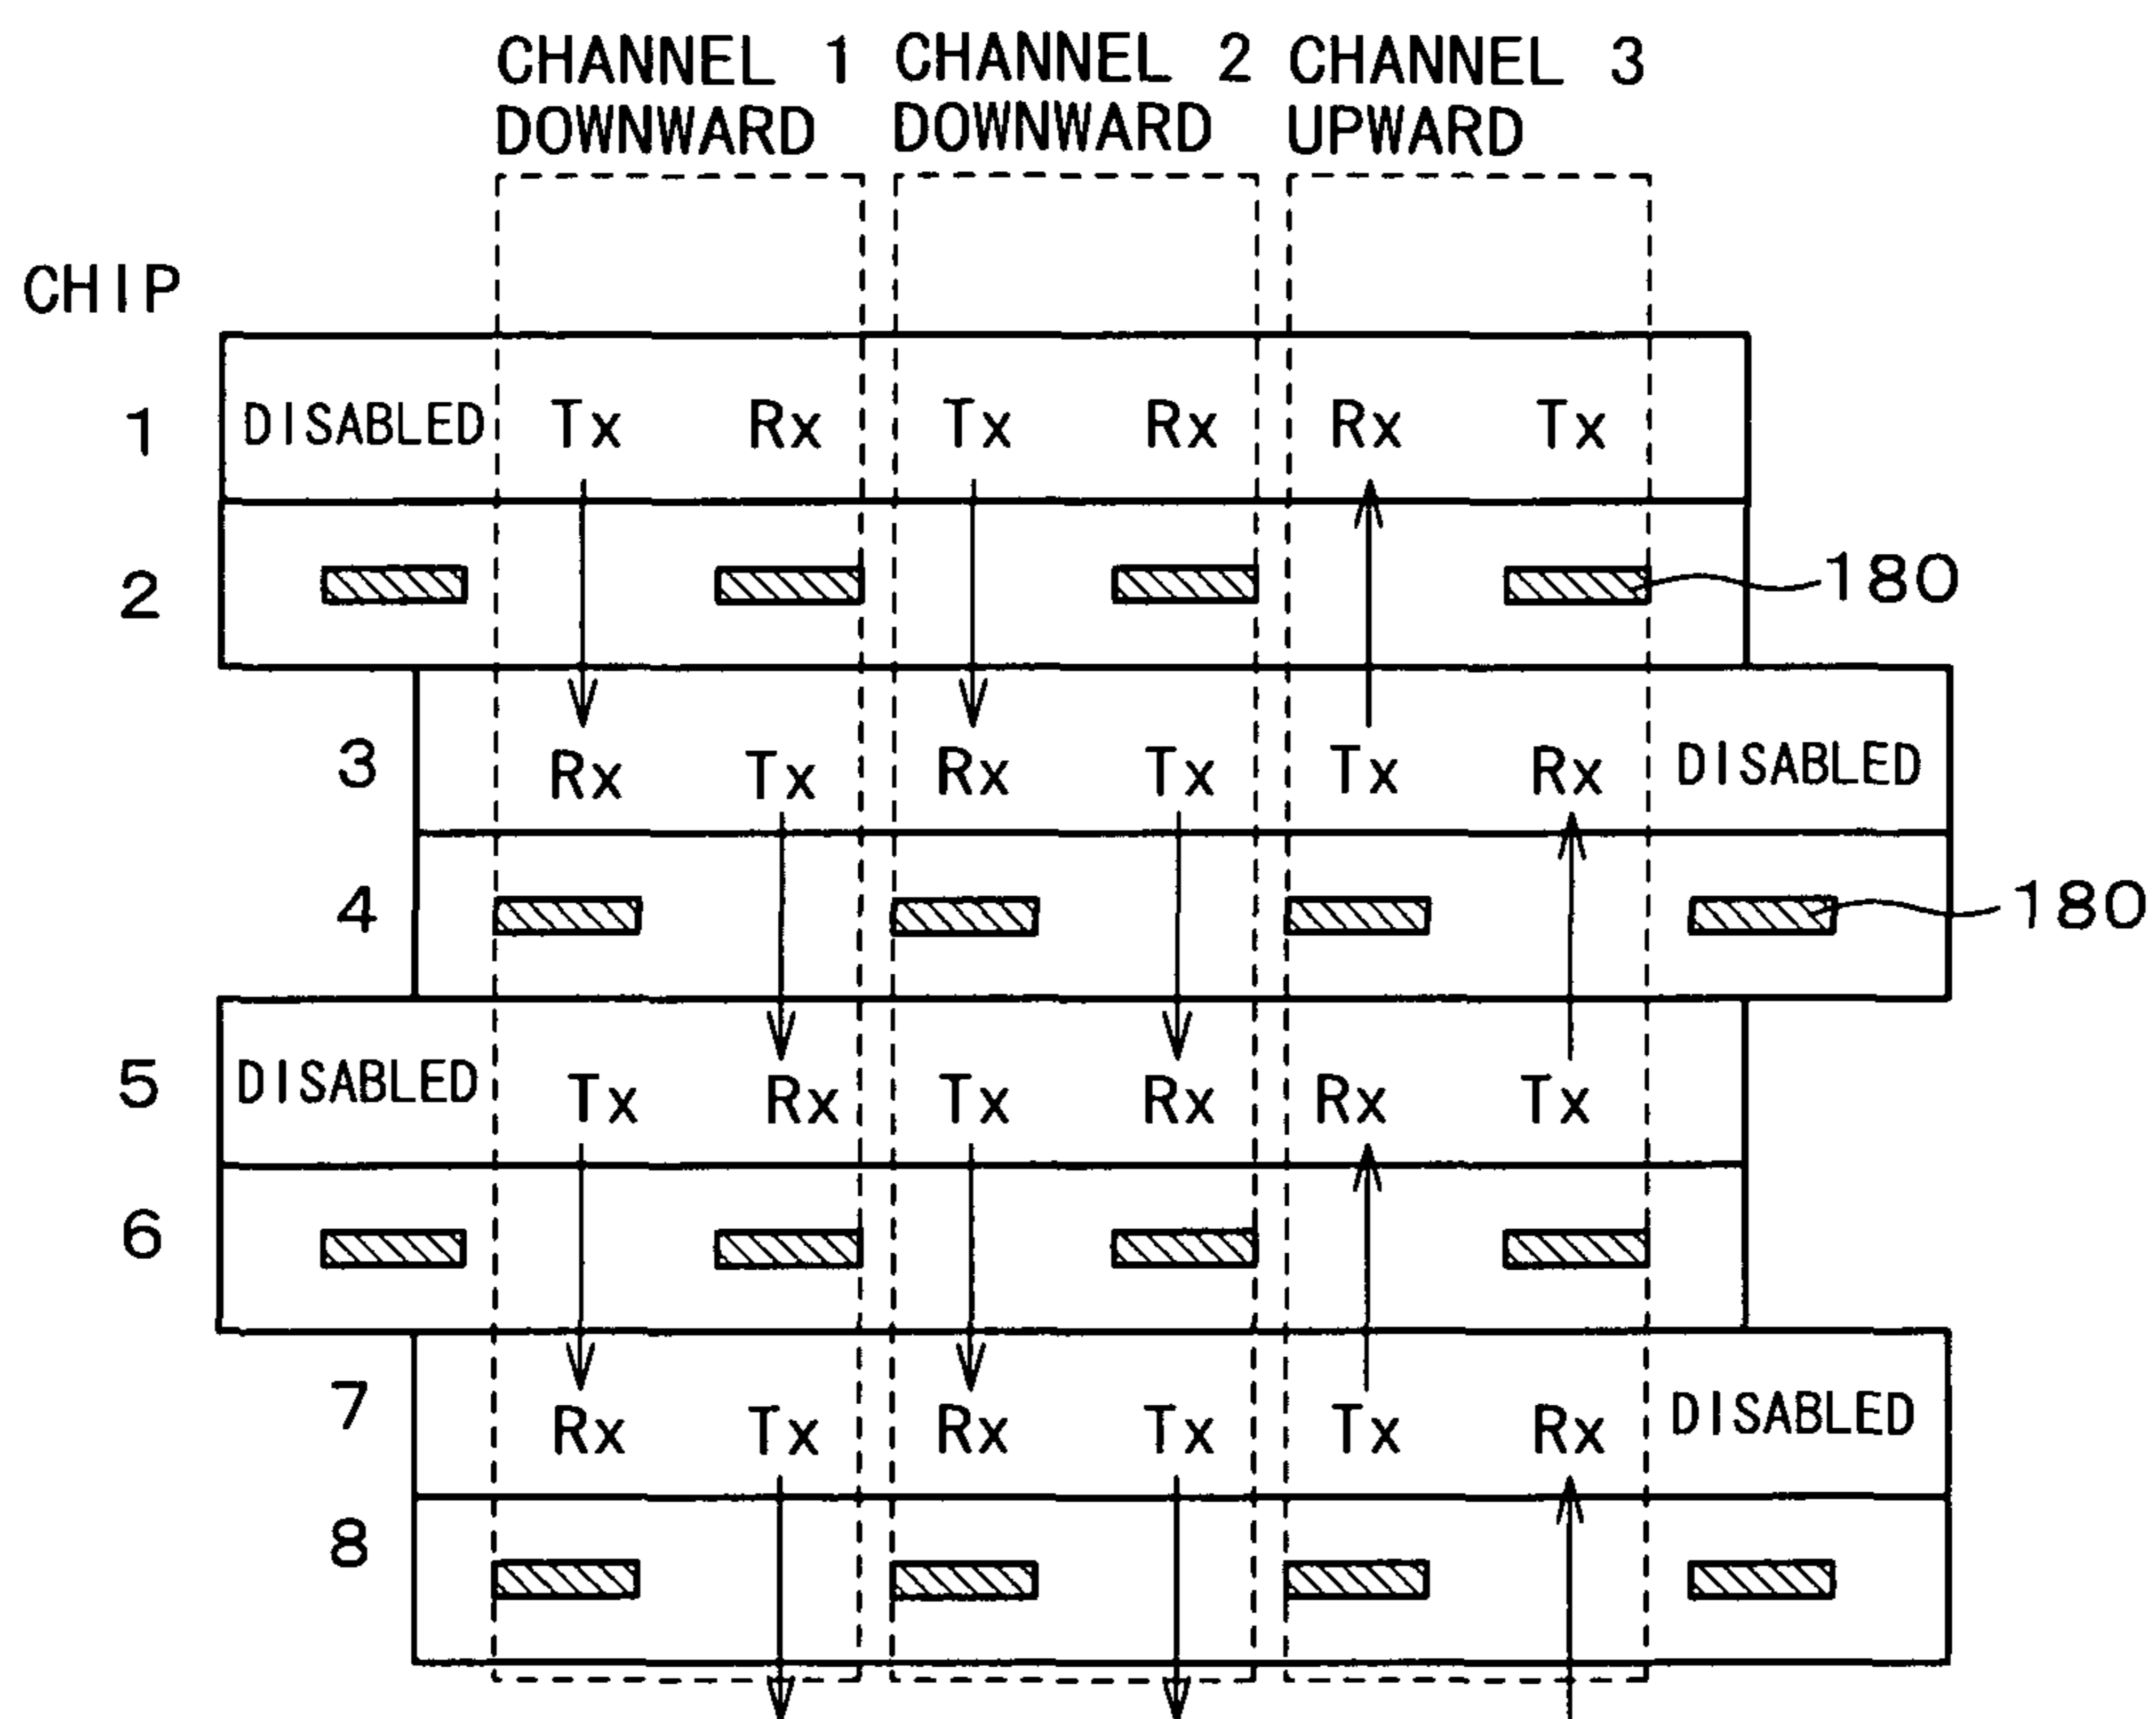 CHANNEL 1 CHANNEL 2 CHANNEL 3
DOWNWARD DOWNWARD UPWARD
CHIP
1 DISABLED Tx Rx Tx Rx Rx Tx
2 180
3 Rx Tx Rx Tx Tx Rx DISABLED
4 180
5 DISABLED Tx Rx Tx Rx Rx Tx
6
7 Rx Tx Rx Tx Tx Rx DISABLED
8